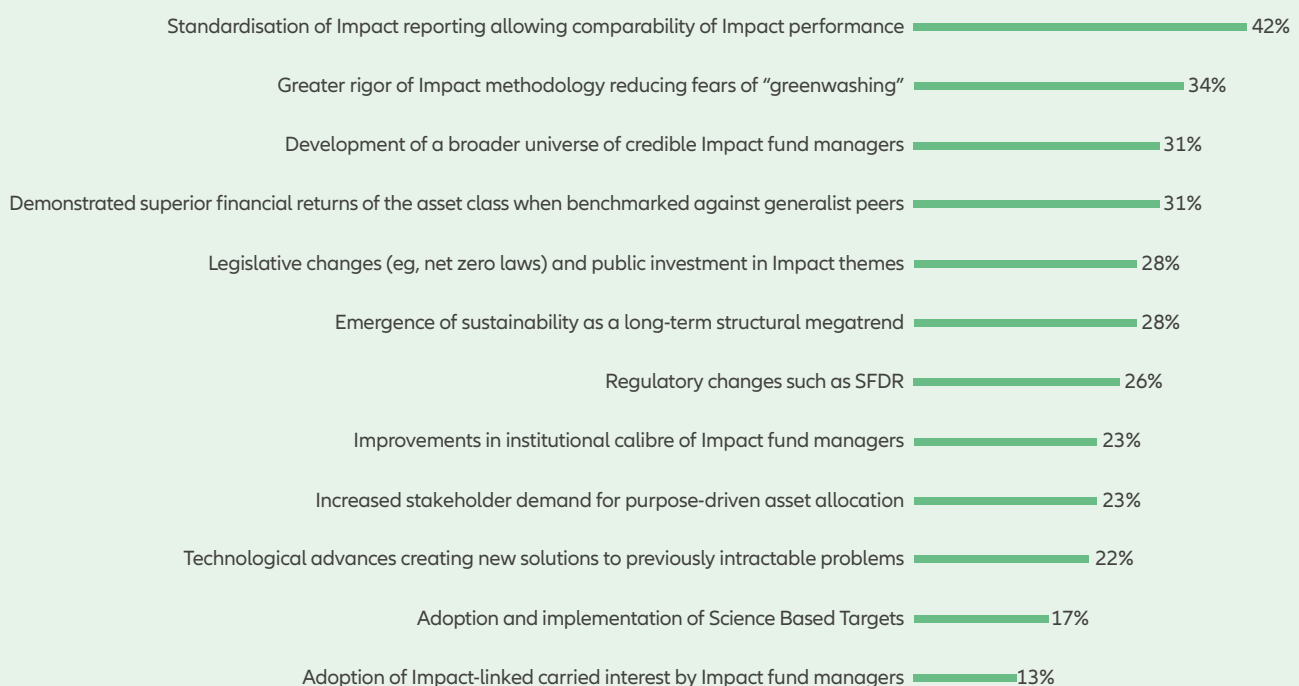 Standardisation of Impact reporting allowing comparability of Impact performance 42%
Greater rigor of Impact methodology reducing fears of “greenwashing” 34%
Development of a broader universe of credible Impact fund managers 31%
Demonstrated superior financial returns of the asset class when benchmarked against generalist peers 31%
Legislative changes (eg, net zero laws) and public investment in Impact themes 28%
Emergence of sustainability as a long-term structural megatrend 28%
Regulatory changes such as SFDR 26%
Improvements in institutional calibre of Impact fund managers 23%
Increased stakeholder demand for purpose-driven asset allocation 23%
Technological advances creating new solutions to previously intractable problems 22%
Adoption and implementation of Science Based Targets 17%
Adoption of Impact-linked carried interest by Impact fund managers 13%